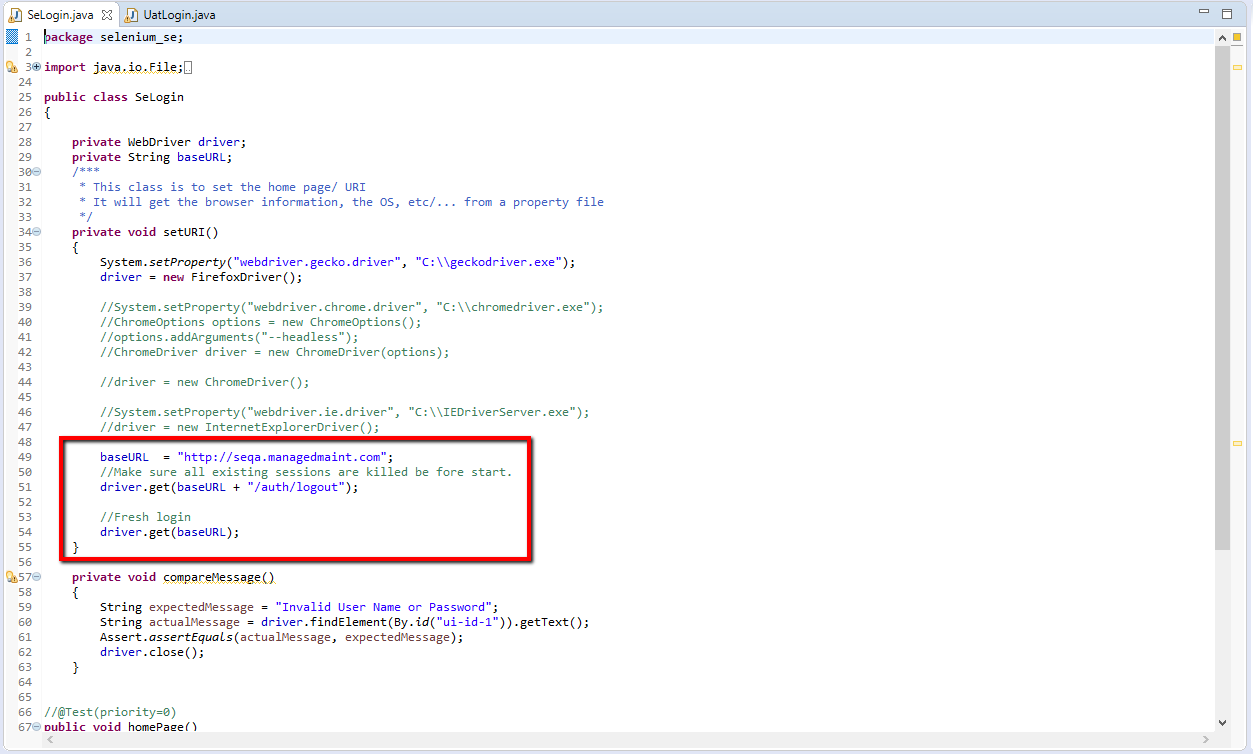 SeLogin.java UatLogin.java
1 package selenium_se;
2
3 import java.io.File;
24
25 public class SeLogin
26 {
27
28 private WebDriver driver;
29 private String baseURL;
30 /***
31 * This class is to set the home page/ URI
32 * It will get the browser information, the OS, etc/... from a property file
33 */
34 private void setURI()
35 {
36 System.setProperty("webdriver.gecko.driver", "C:\\geckodriver.exe");
37 driver = new FirefoxDriver();
38
39 //System.setProperty("webdriver.chrome.driver", "C:\\chromedriver.exe");
40 //ChromeOptions options = new ChromeOptions();
41 //options.addArguments("--headless");
42 //ChromeDriver driver = new ChromeDriver(options);
43
44 //driver = new ChromeDriver();
45
46 //System.setProperty("webdriver.ie.driver", "C:\\IEDriverServer.exe");
47 //driver = new InternetExplorerDriver();
48
49 baseURL  = "http://seqa.managedmaint.com";
50 //Make sure all existing sessions are killed be fore start.
51 driver.get(baseURL + "/auth/logout");
52
53 //Fresh login
54 driver.get(baseURL);
55 }
56
57 private void compareMessage()
58 {
59 String expectedMessage = "Invalid User Name or Password";
60 String actualMessage = driver.findElement(By.id("ui-id-1")).getText();
61 Assert.assertEquals(actualMessage, expectedMessage);
62 driver.close();
63 }
64
65
66 //@Test(priority=0)
67 public void homePage()